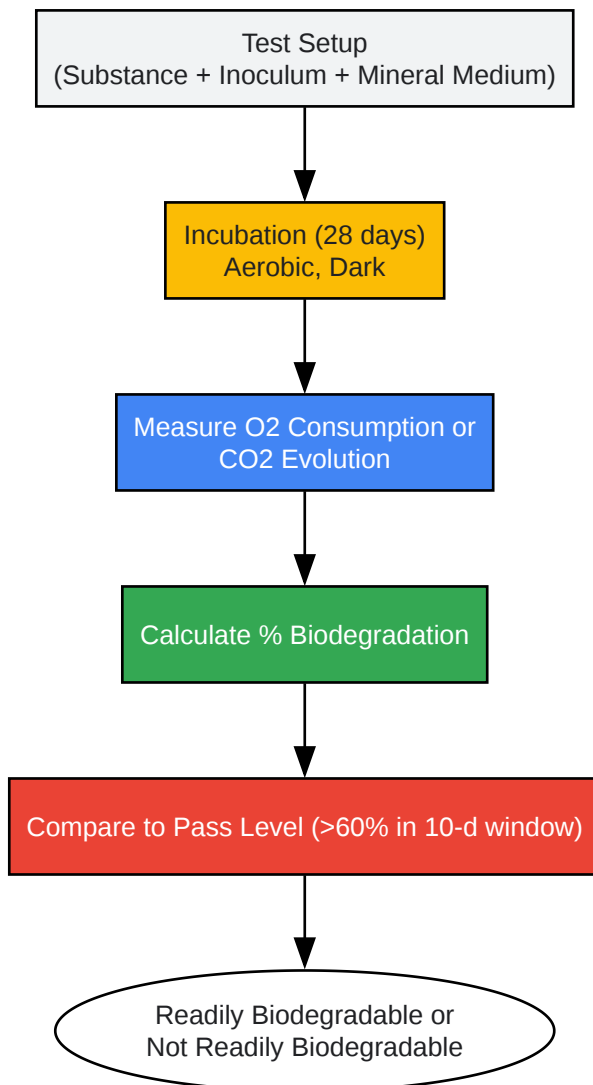 Test Setup
(Substance + Inoculum + Mineral Medium)
Incubation (28 days)
Aerobic, Dark
Measure O2 Consumption or
CO2 Evolution
Calculate % Biodegradation
Compare to Pass Level (>60% in 10-d window)
Readily Biodegradable or
Not Readily Biodegradable